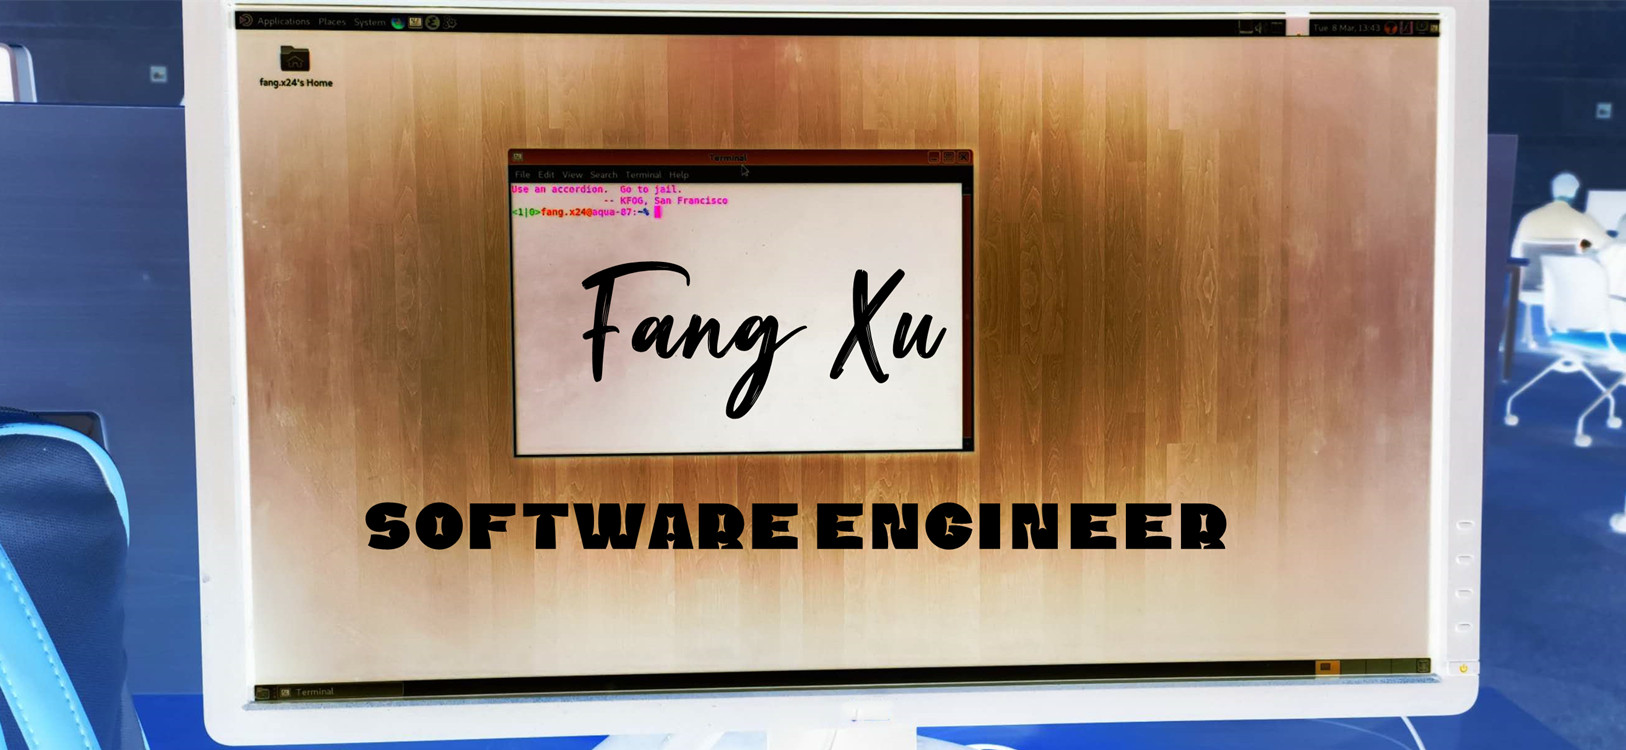 Applications Places System
Tue 8 Mar, 13:43
fang.x24's Home
Terminal
File Edit View Search Terminal Help
Use an accordion. Go to jail.
-- KFOG, San Francisco
<1|0>fang.x24@aqua-87:~%
Fang Xu
SOFTWARE ENGINEER
Terminal